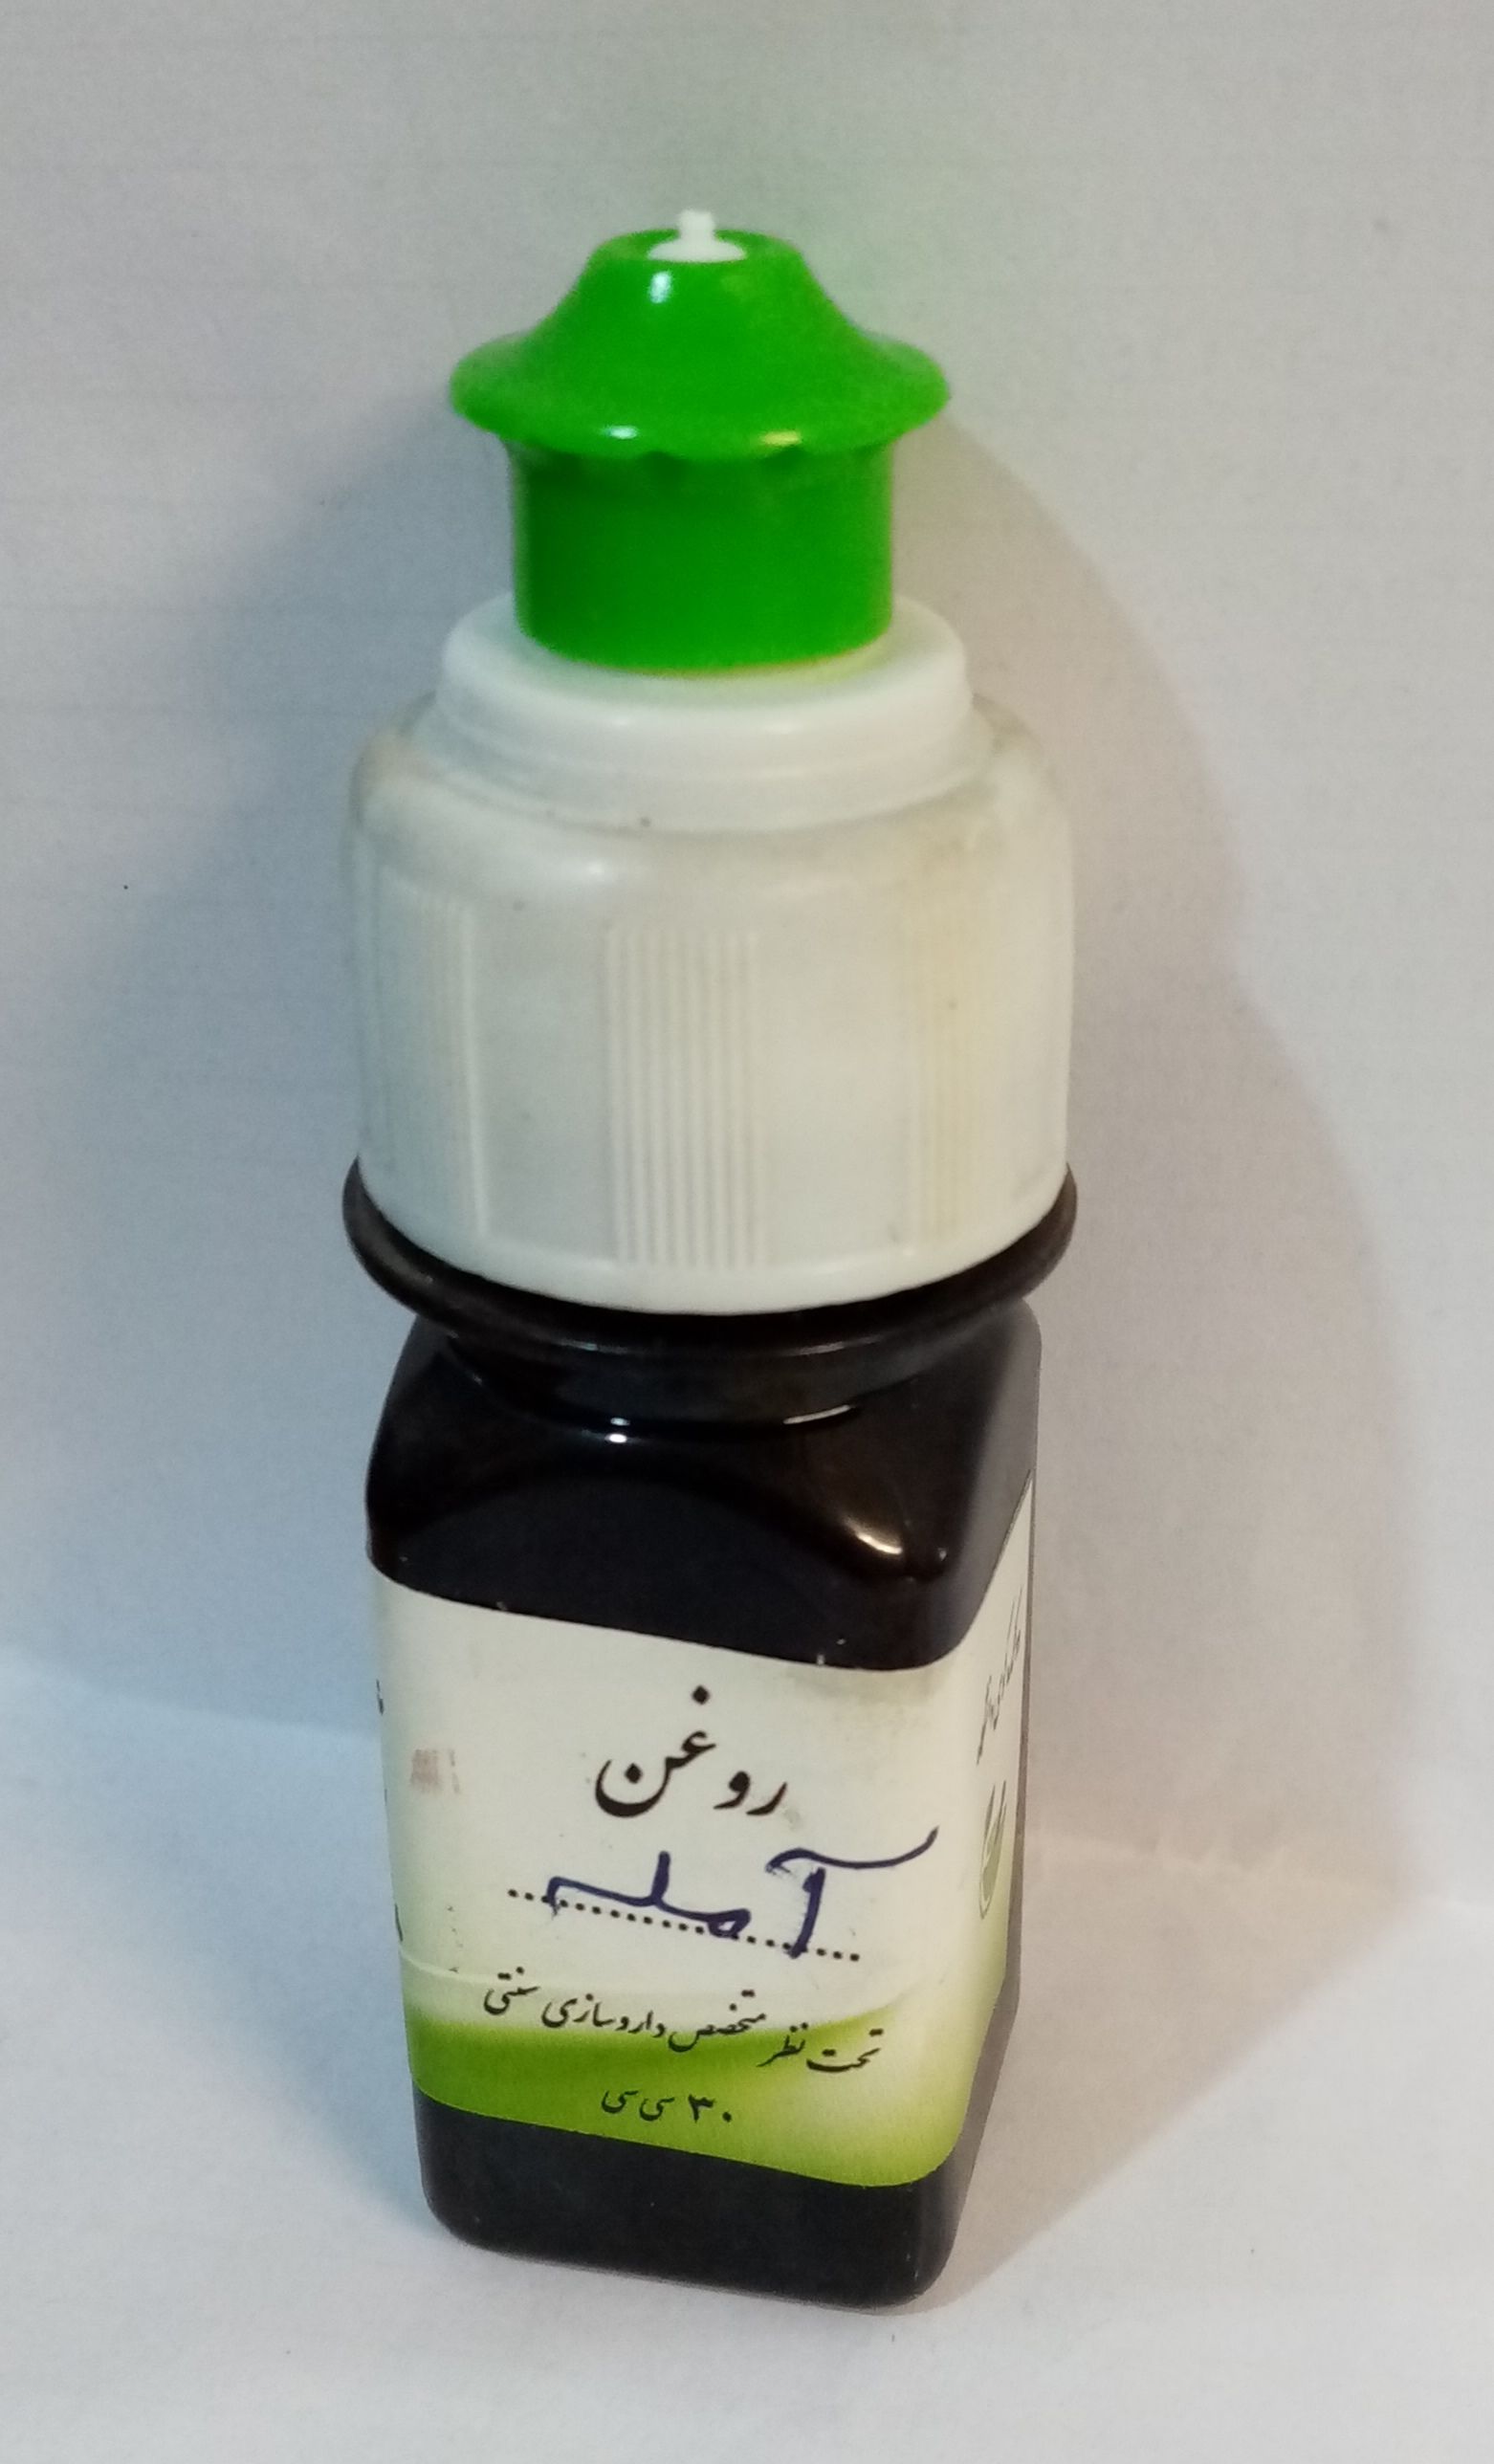 روغن
آمله
تحت نظر متخصص داروسازی سنتی
۳۰ سی سی